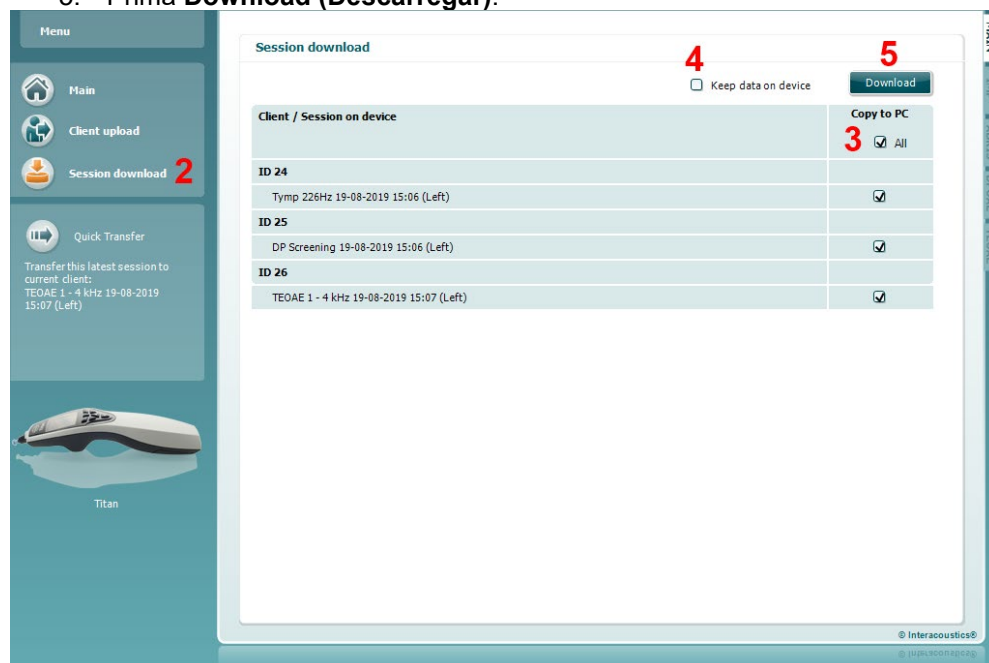 Prima Download (Descarregar).
Menu
Main
Client upload
Session download 2
Quick Transfer
Transfer this latest session to
current client:
TEOAE 1 - 4 kHz 19-08-2019
15:07 (Left)
Titan
Session download
4 5
Keep data on device Download
Client / Session on device Copy to PC
3 All
ID 24
Tymp 226Hz 19-08-2019 15:06 (Left)
ID 25
DP Screening 19-08-2019 15:06 (Left)
ID 26
TEOAE 1 - 4 kHz 19-08-2019 15:07 (Left)
© Interacoustics®